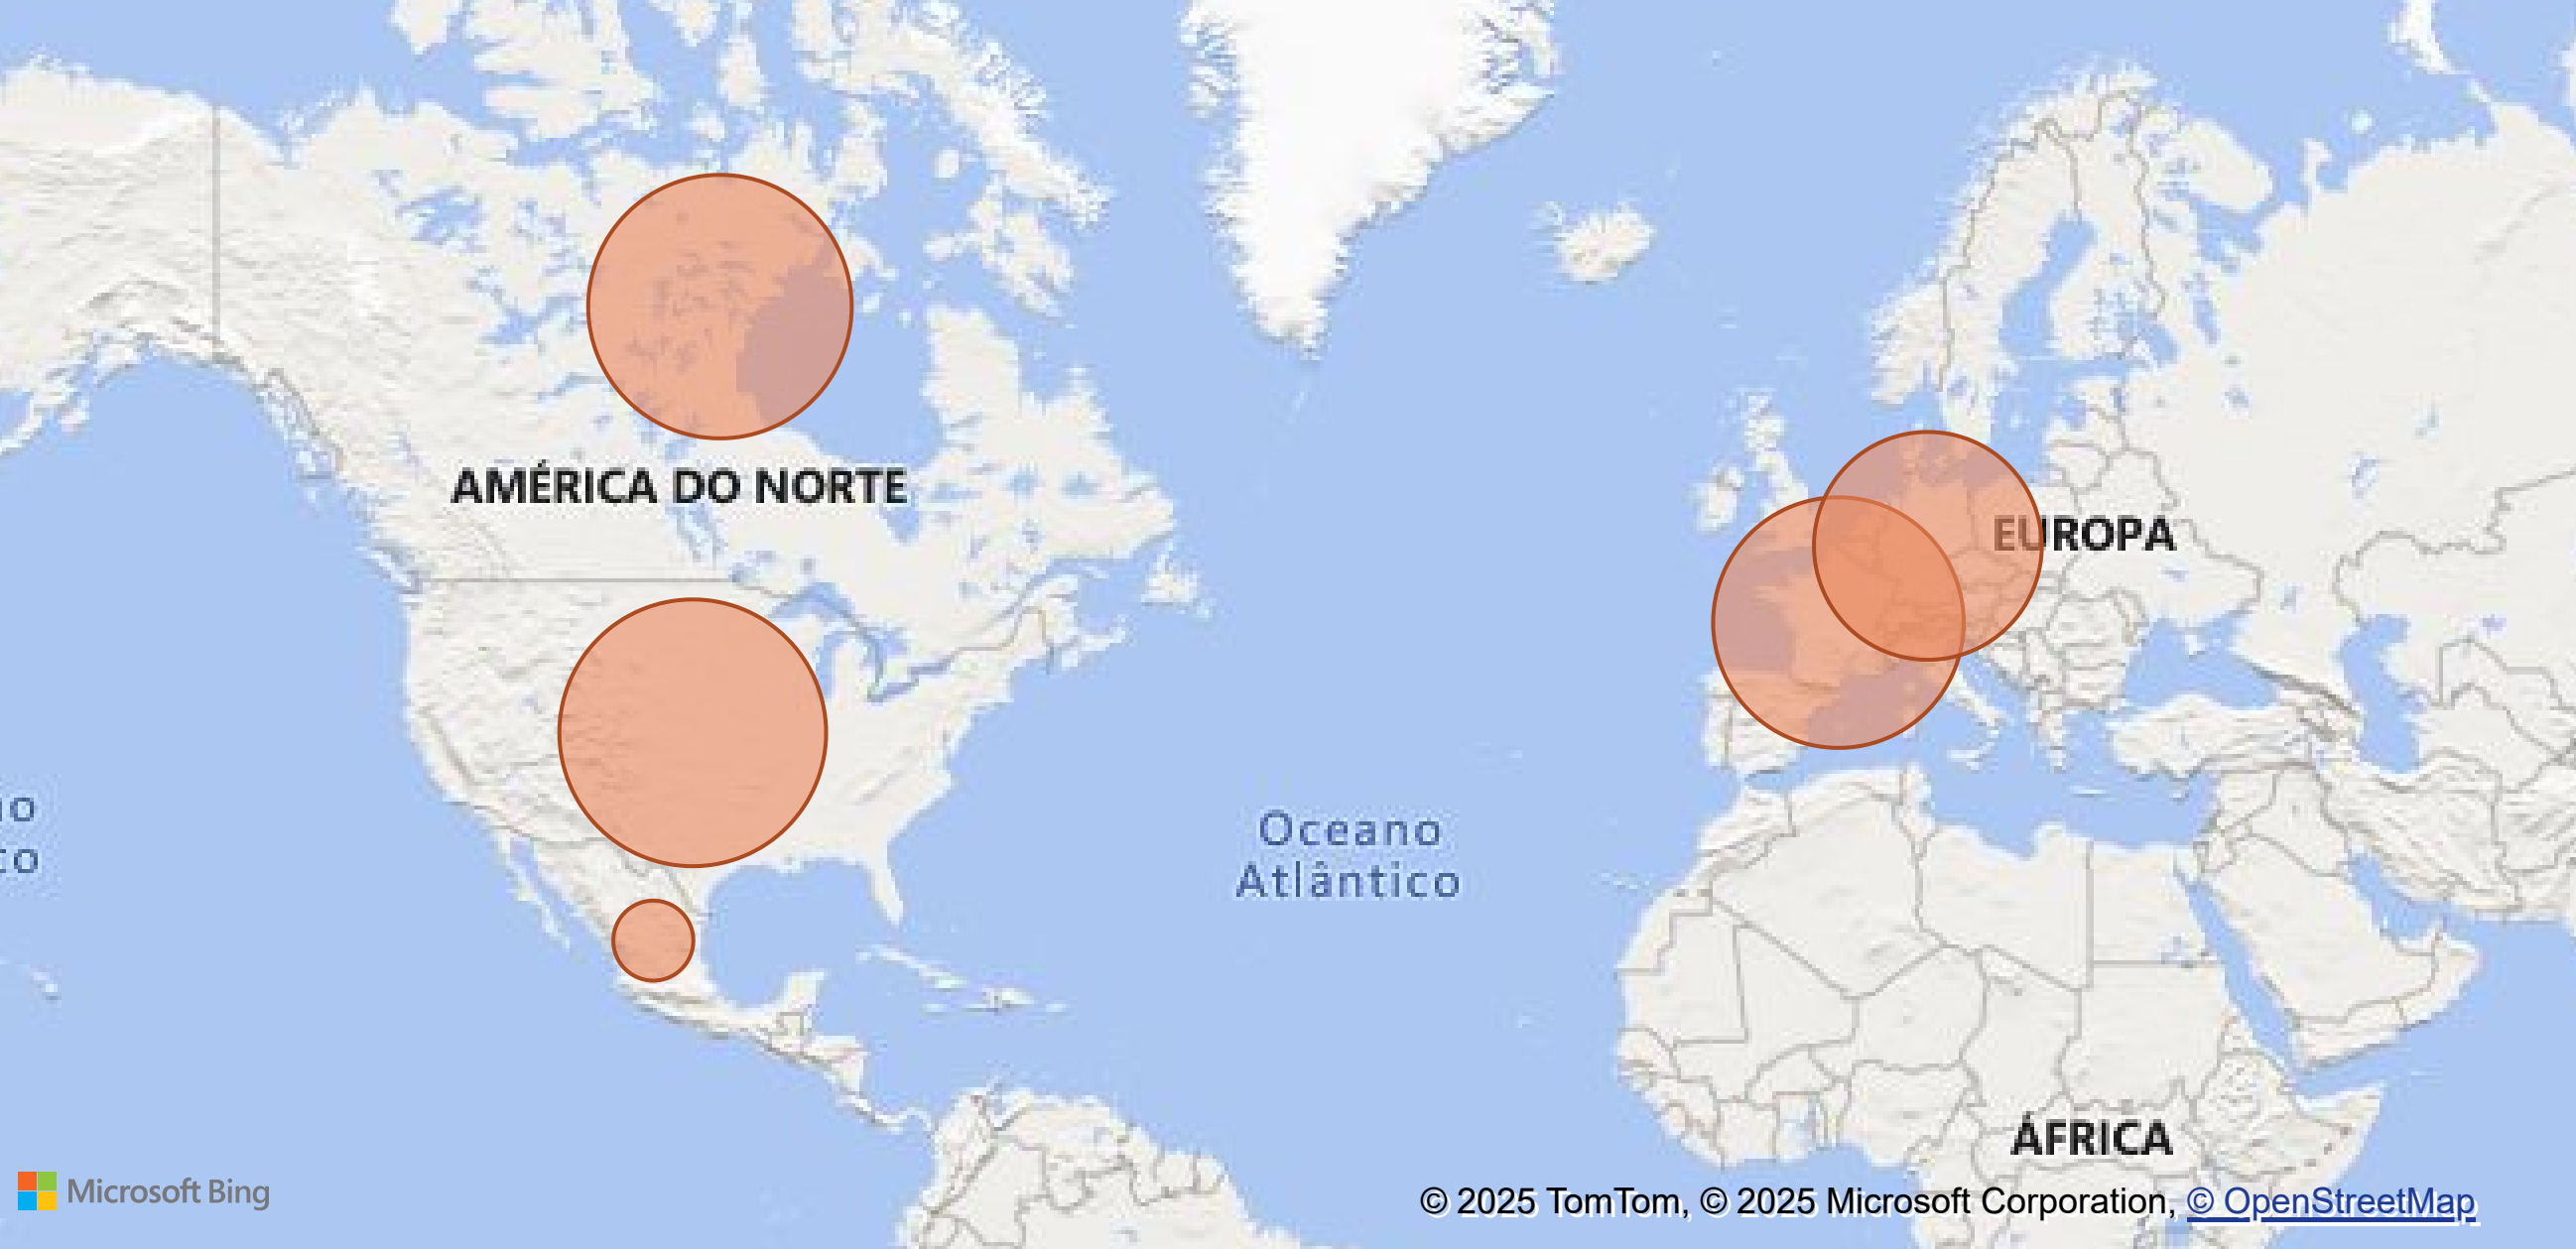 AMÉRICA DO NORTE
EUROPA
Oceano
Atlântico
ÁFRICA
Microsoft Bing
© 2025 TomTom, © 2025 Microsoft Corporation, © OpenStreetMap